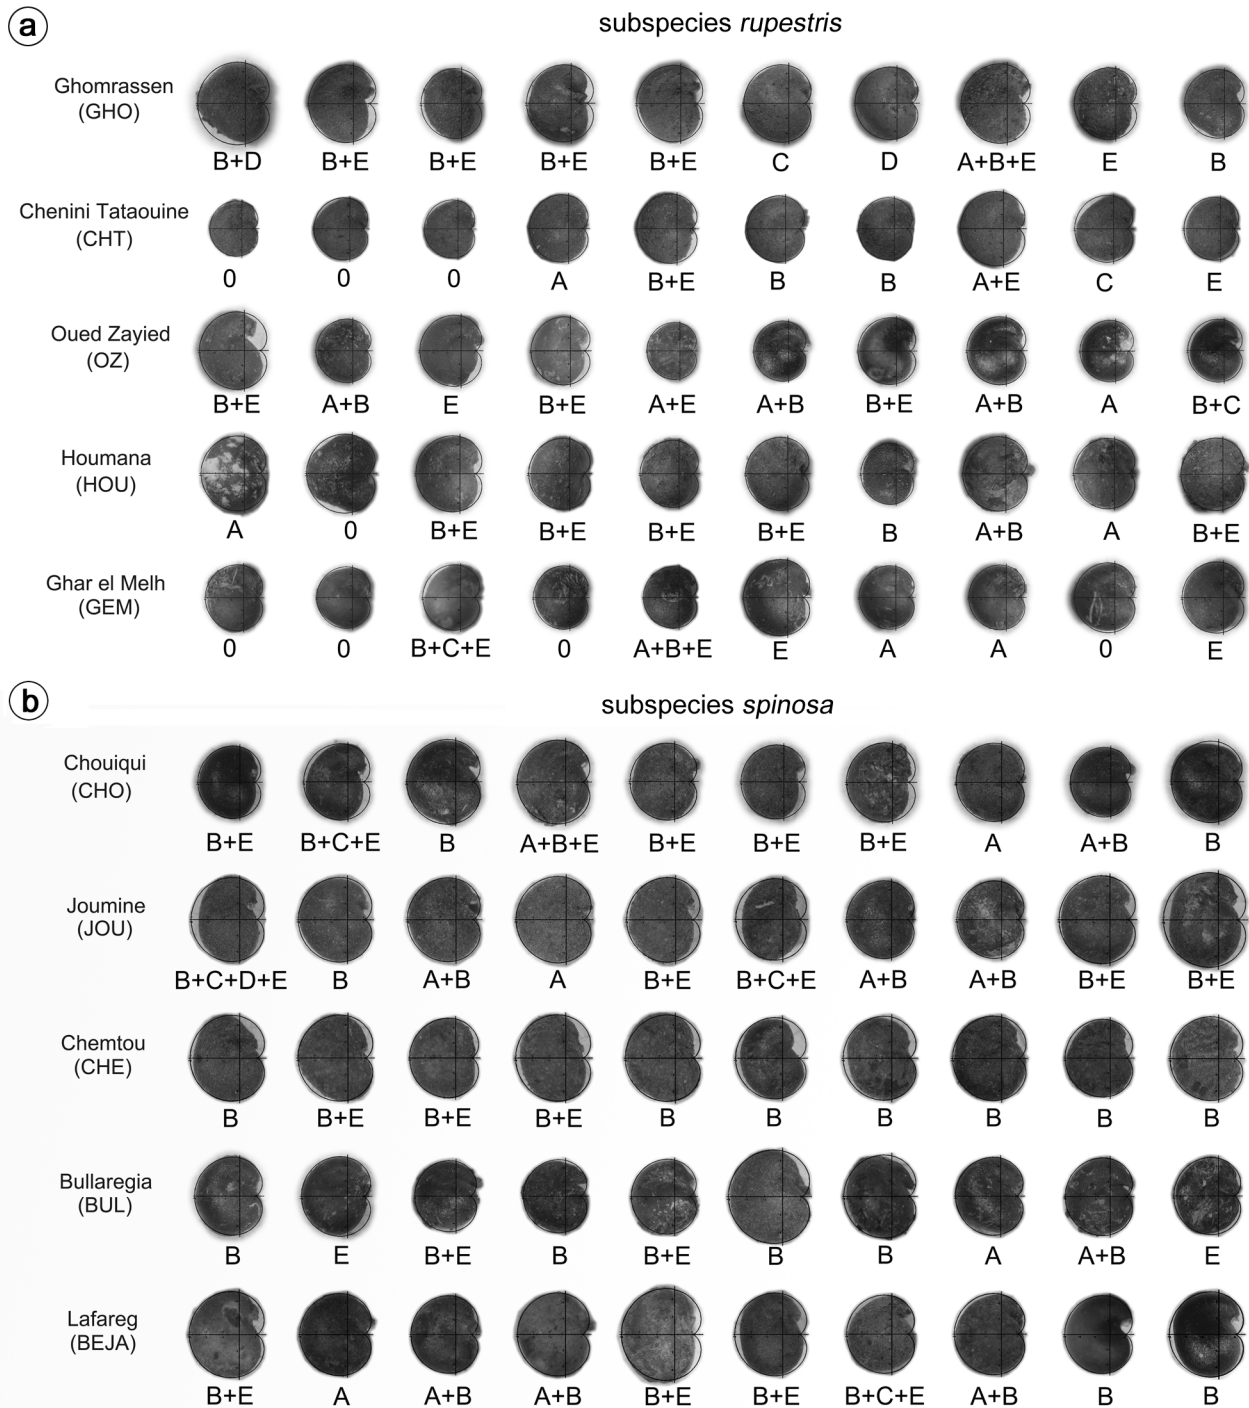 a
subspecies rupestris
Ghomrassen
(GHO)
B+D B+E B+E B+E B+E C D A+B+E E B
Chenini Tataouine
(CHT)
0 0 0 A B+E B B A+E C E
Oued Zayied
(OZ)
B+E A+B E B+E A+E A+B B+E A+B A B+C
Houmana
(HOU)
A 0 B+E B+E B+E B+E B A+B A B+E
Ghar el Melh
(GEM)
0 0 B+C+E 0 A+B+E E A A 0 E
b
subspecies spinosa
Chouiqui
(CHO)
B+E B+C+E B A+B+E B+E B+E B+E A A+B B
Joumine
(JOU)
B+C+D+E B A+B A B+E B+C+E A+B A+B B+E B+E
Chemtou
(CHE)
B B+E B+E B+E B B B B B B
Bullaregia
(BUL)
B E B+E B B+E B B A A+B E
Lafareg
(BEJA)
B+E A A+B A+B B+E B+E B+C+E A+B B B